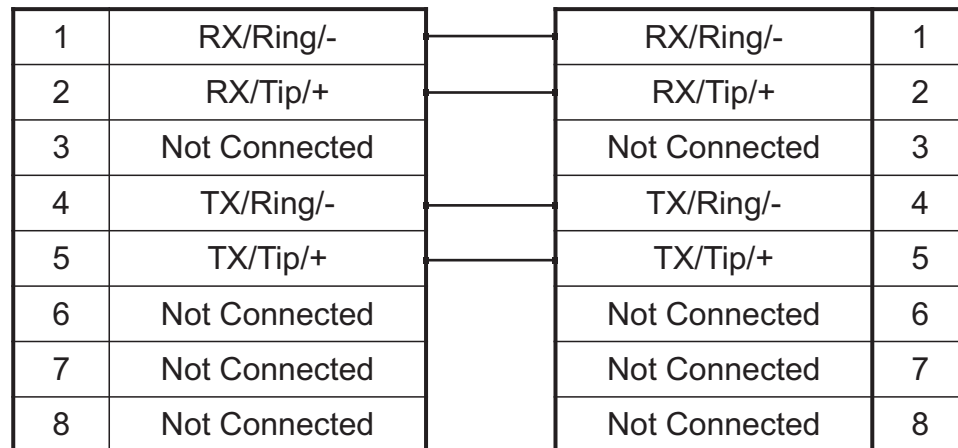 1 RX/Ring/- RX/Ring/- 1
2 RX/Tip/+ RX/Tip/+ 2
3 Not Connected Not Connected 3
4 TX/Ring/- TX/Ring/- 4
5 TX/Tip/+ TX/Tip/+ 5
6 Not Connected Not Connected 6
7 Not Connected Not Connected 7
8 Not Connected Not Connected 8